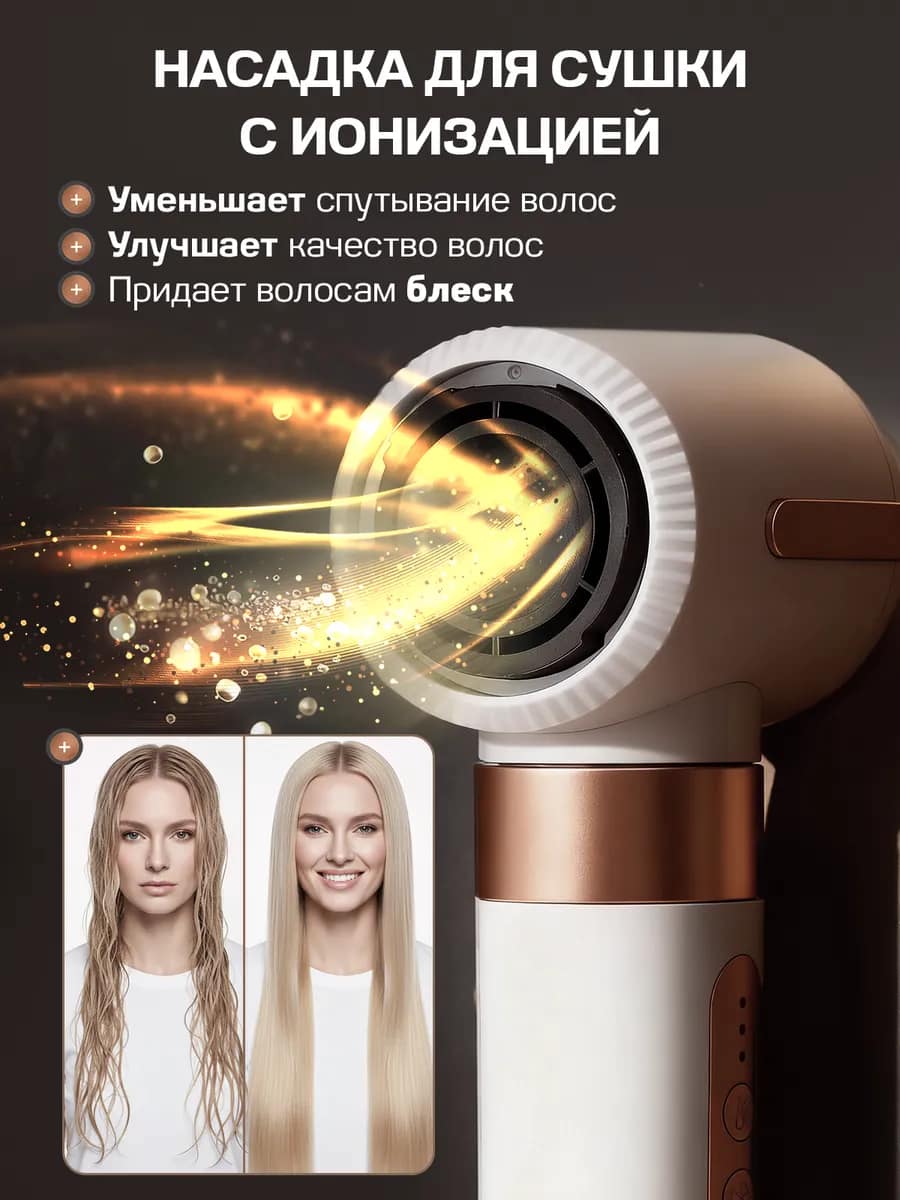 НАСАДКА ДЛЯ СУШКИ
С ИОНИЗАЦИЕЙ
Уменьшает спутывание волос
Улучшает качество волос
Придает волосам блеск